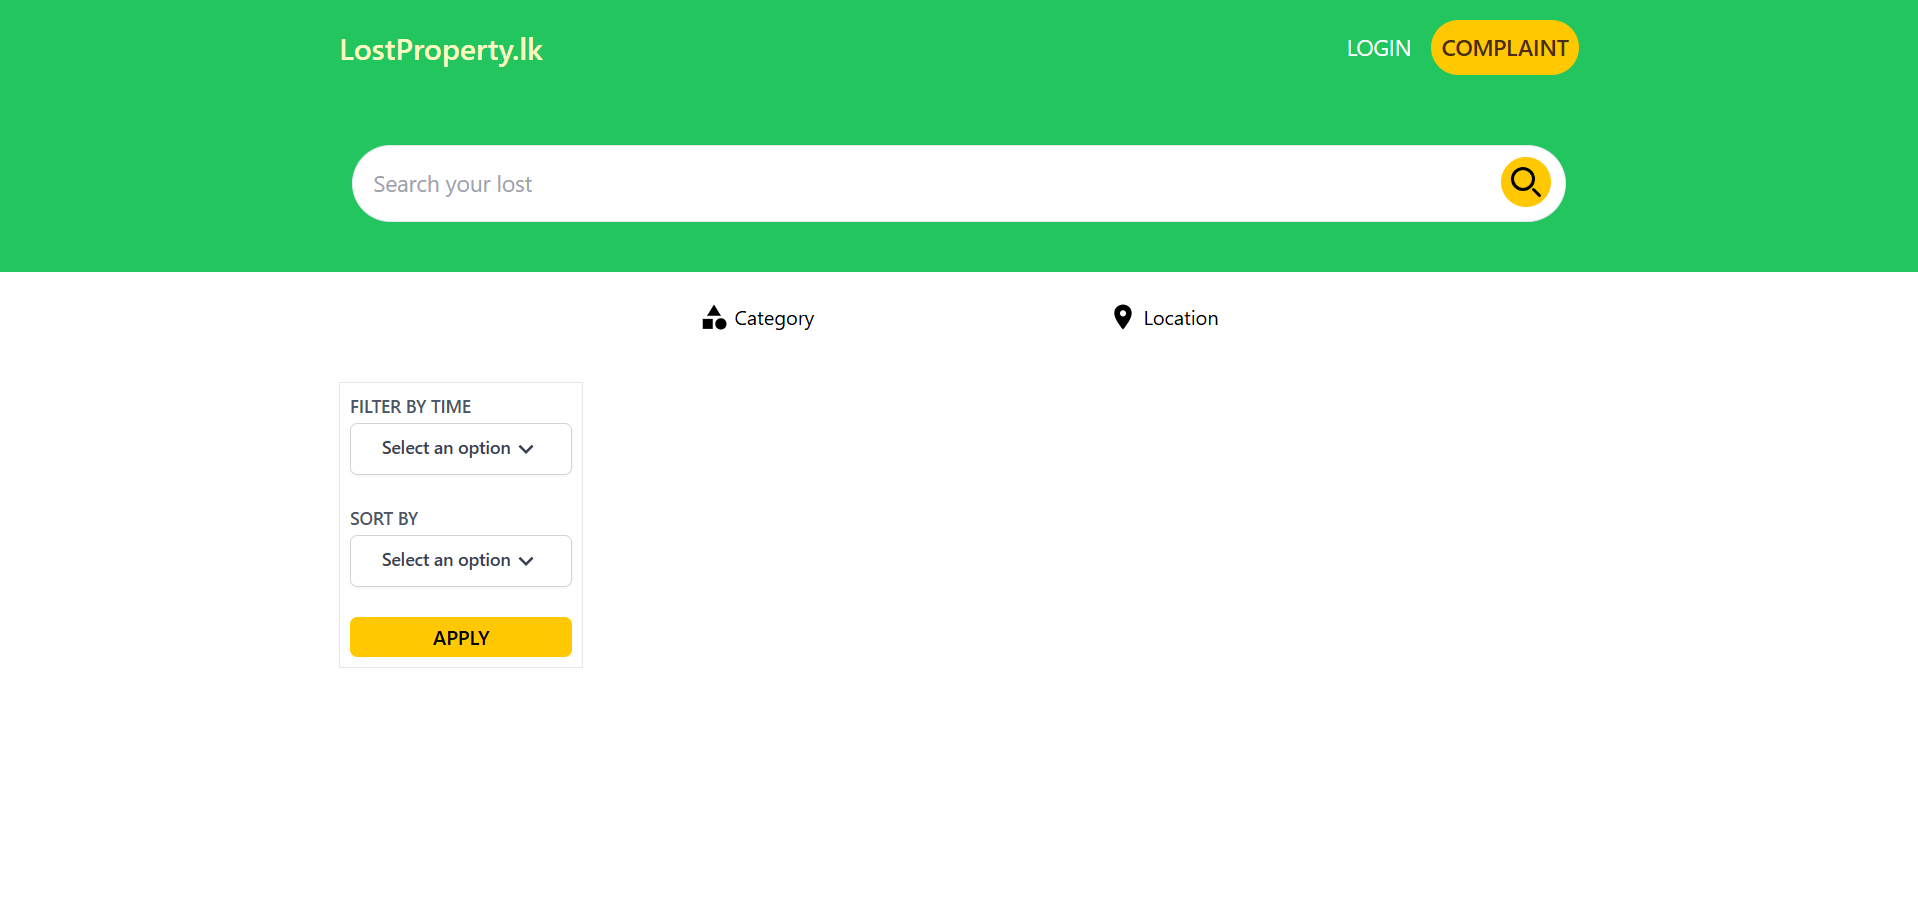 LostProperty.lk
LOGIN
COMPLAINT
Search your lost
Category
Location
FILTER BY TIME
Select an option
SORT BY
Select an option
APPLY